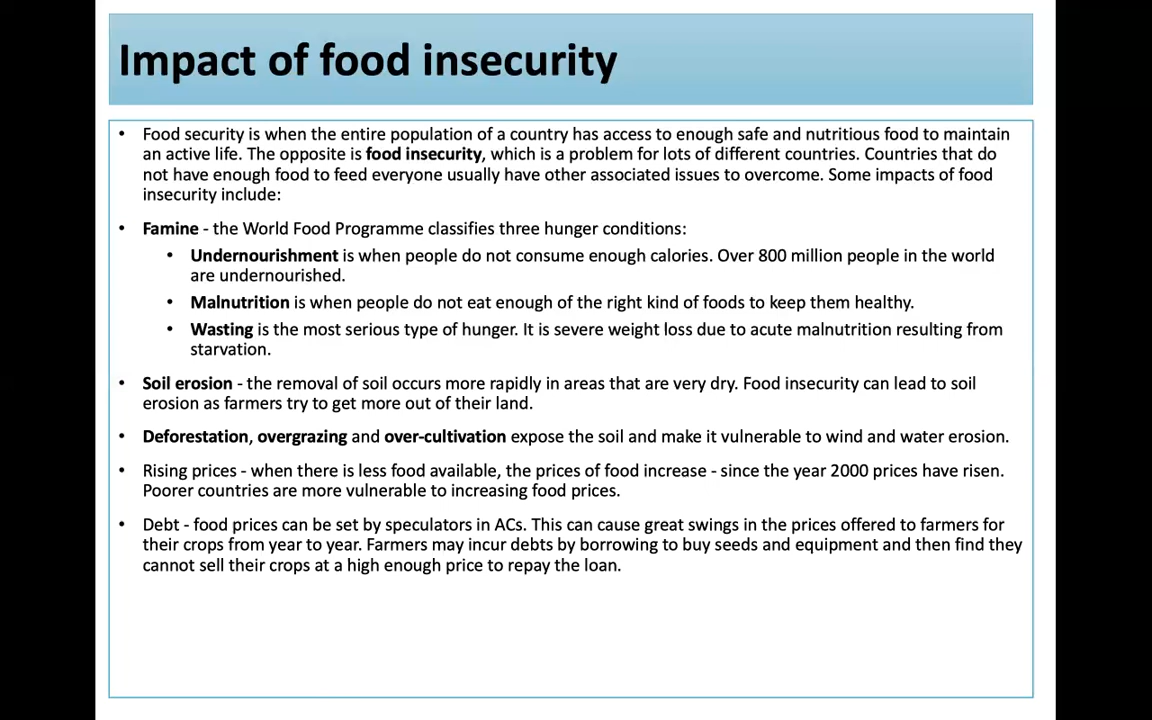 Impact of food insecurity
• Food security is when the entire population of a country has access to enough safe and nutritious food to maintain
an active life. The opposite is food insecurity, which is a problem for lots of different countries. Countries that do
not have enough food to feed everyone usually have other associated issues to overcome. Some impacts of food
insecurity include:
• Famine - the World Food Programme classifies three hunger conditions:
• Undernourishment is when people do not consume enough calories. Over 800 million people in the world
are undernourished.
• Malnutrition is when people do not eat enough of the right kind of foods to keep them healthy.
• Wasting is the most serious type of hunger. It is severe weight loss due to acute malnutrition resulting from
starvation.
• Soil erosion - the removal of soil occurs more rapidly in areas that are very dry. Food insecurity can lead to soil
erosion as farmers try to get more out of their land.
• Deforestation, overgrazing and over-cultivation expose the soil and make it vulnerable to wind and water erosion.
• Rising prices - when there is less food available, the prices of food increase - since the year 2000 prices have risen.
Poorer countries are more vulnerable to increasing food prices.
• Debt - food prices can be set by speculators in ACs. This can cause great swings in the prices offered to farmers for
their crops from year to year. Farmers may incur debts by borrowing to buy seeds and equipment and then find they
cannot sell their crops at a high enough price to repay the loan.